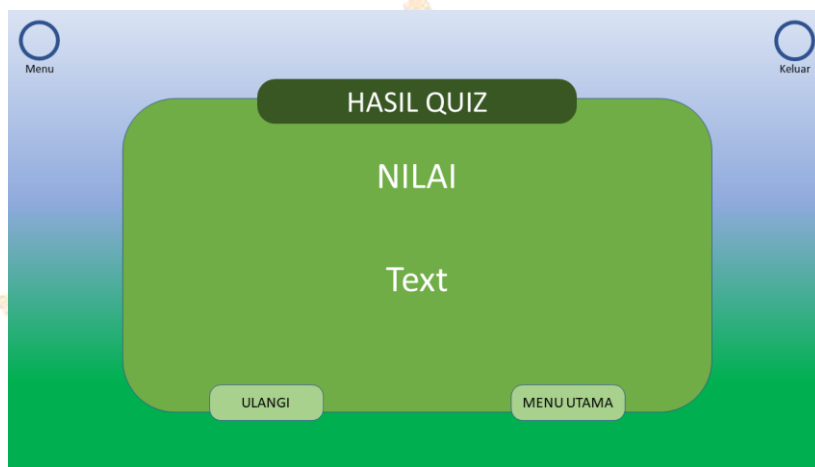 Menu
Keluar
HASIL QUIZ
NILAI
Text
ULANGI
MENU UTAMA